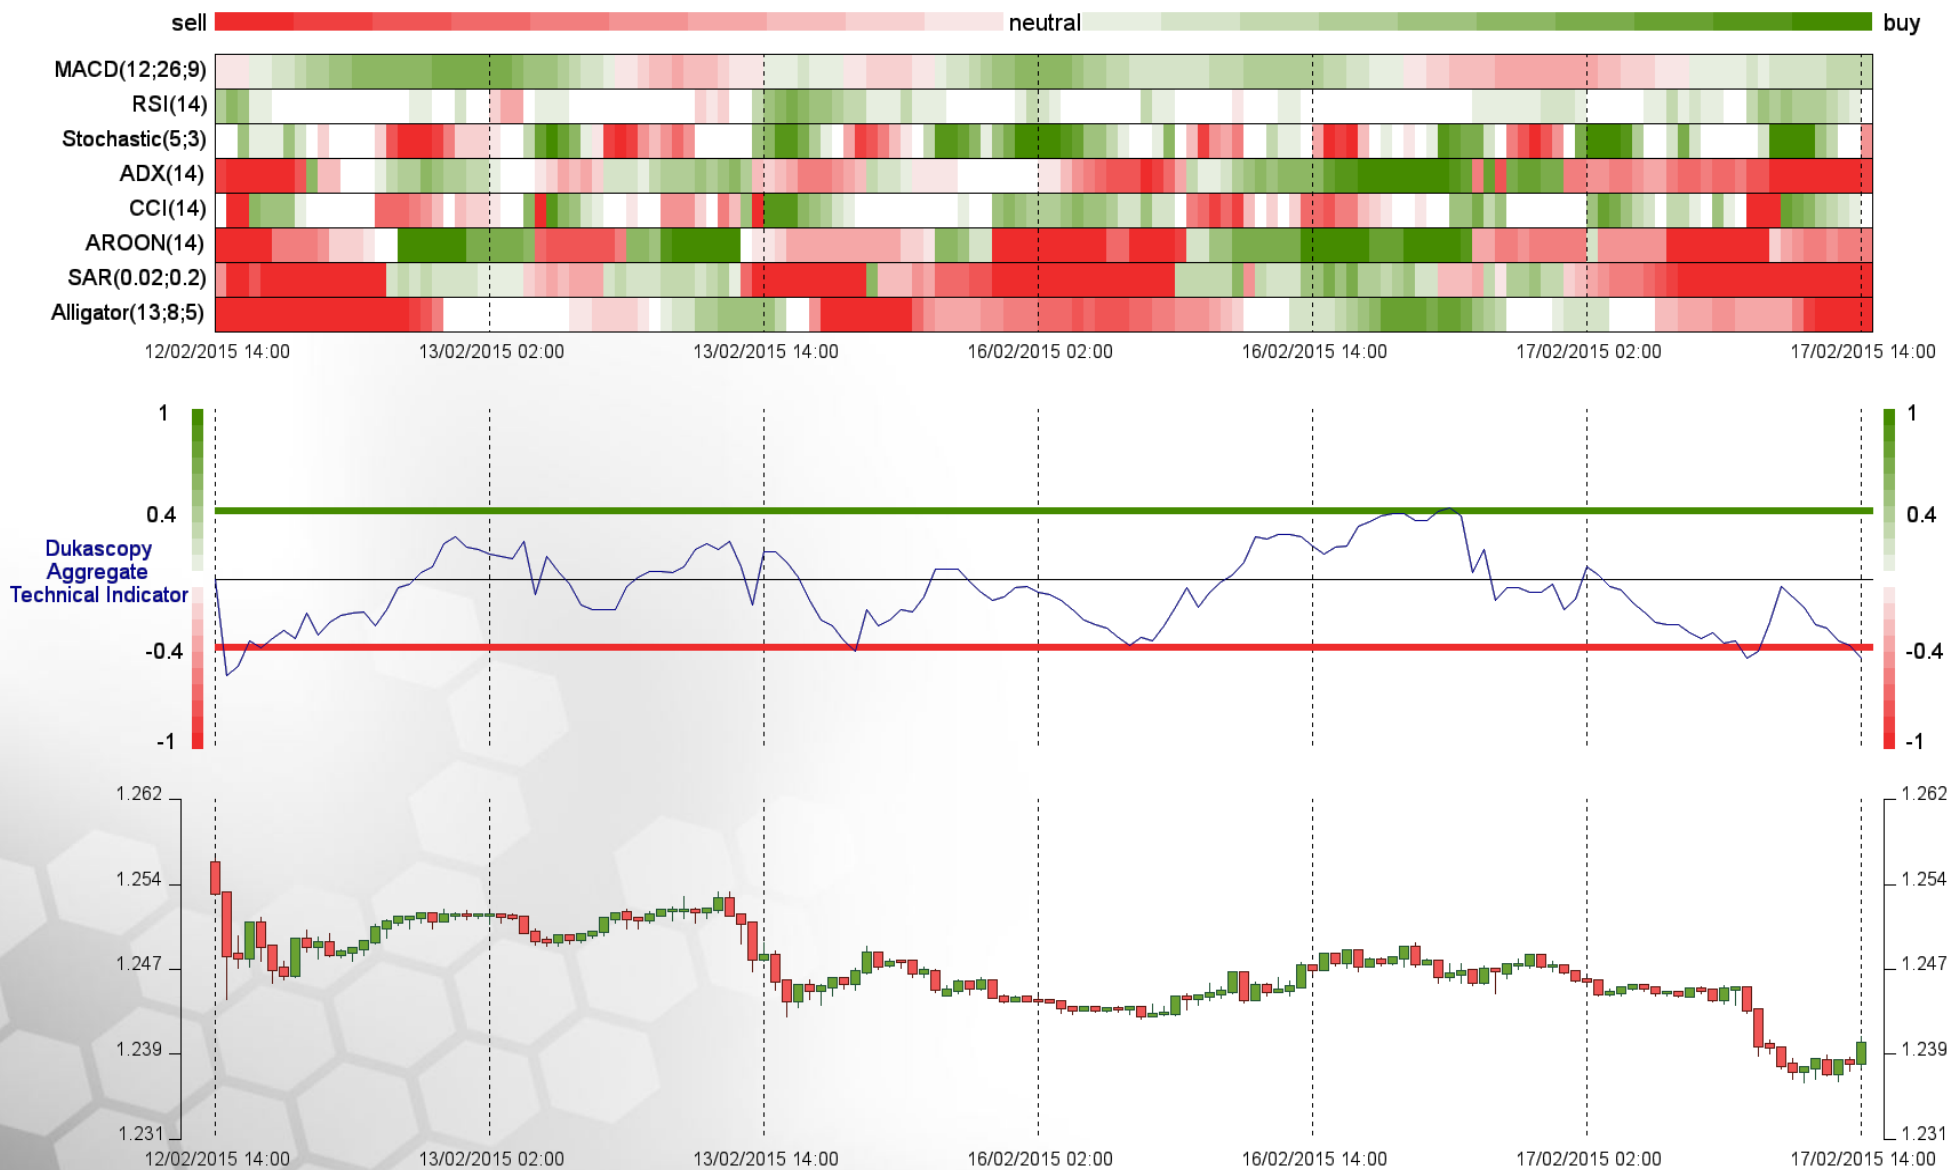 sell neutral buy
MACD(12;26;9)
RSI(14)
Stochastic(5;3)
ADX(14)
CCI(14)
AROON(14)
SAR(0.02;0.2)
Alligator(13;8;5)
12/02/2015 14:00 13/02/2015 02:00 13/02/2015 14:00 16/02/2015 02:00 16/02/2015 14:00 17/02/2015 02:00 17/02/2015 14:00
1 1
0.4 0.4
Dukascopy
Aggregate
Technical Indicator
-0.4 -0.4
-1 -1
1.262 1.262
1.254 1.254
1.247 1.247
1.239 1.239
1.231 1.231
12/02/2015 14:00 13/02/2015 02:00 13/02/2015 14:00 16/02/2015 02:00 16/02/2015 14:00 17/02/2015 02:00 17/02/2015 14:00